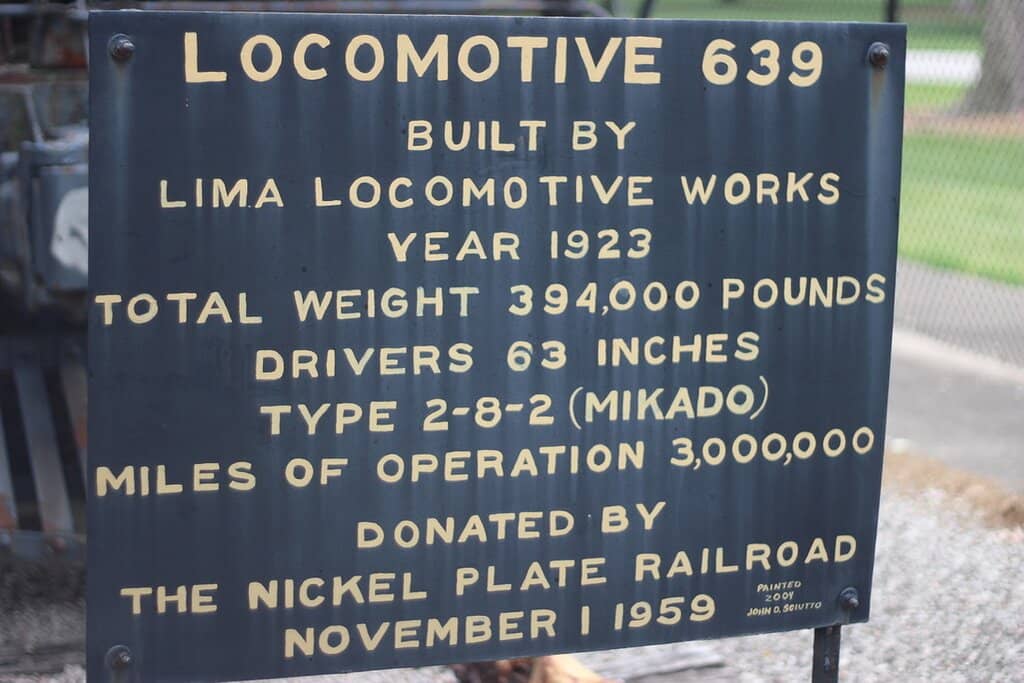 LOCOMOTIVE 639
BUILT BY
LIMA LOCOMOTIVE WORKS
YEAR 1923
TOTAL WEIGHT 394,000 POUNDS
DRIVERS 63 INCHES
TYPE 2-8-2 (MIKADO)
MILES OF OPERATION 3,000,000
DONATED BY
THE NICKEL PLATE RAILROAD
NOVEMBER 1 1959
PAINTED
2004
JOHN D. SCIUTTO